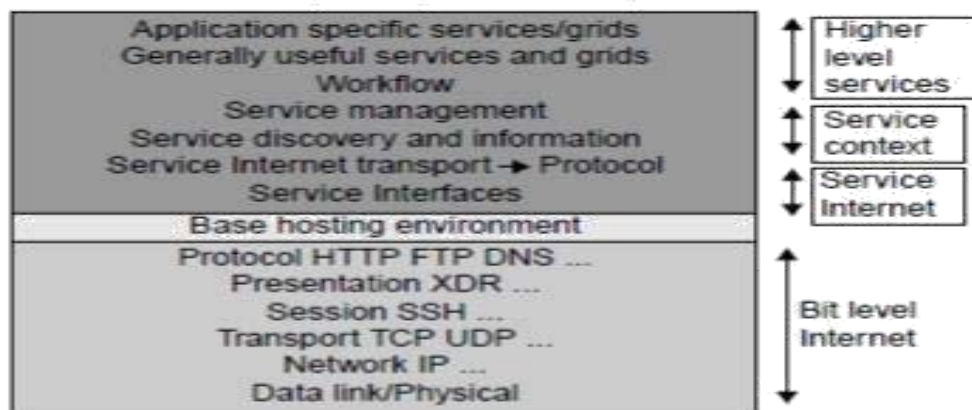 Application specific services/grids
Generally useful services and grids
Workflow
Service management
Service discovery and information
Service Internet transport → Protocol
Service Interfaces
Base hosting environment
Protocol HTTP FTP DNS ...
Presentation XDR ...
Session SSH ...
Transport TCP UDP ...
Network IP ...
Data link/Physical
Higher
level
services
Service
context
Service
Internet
Bit level
Internet